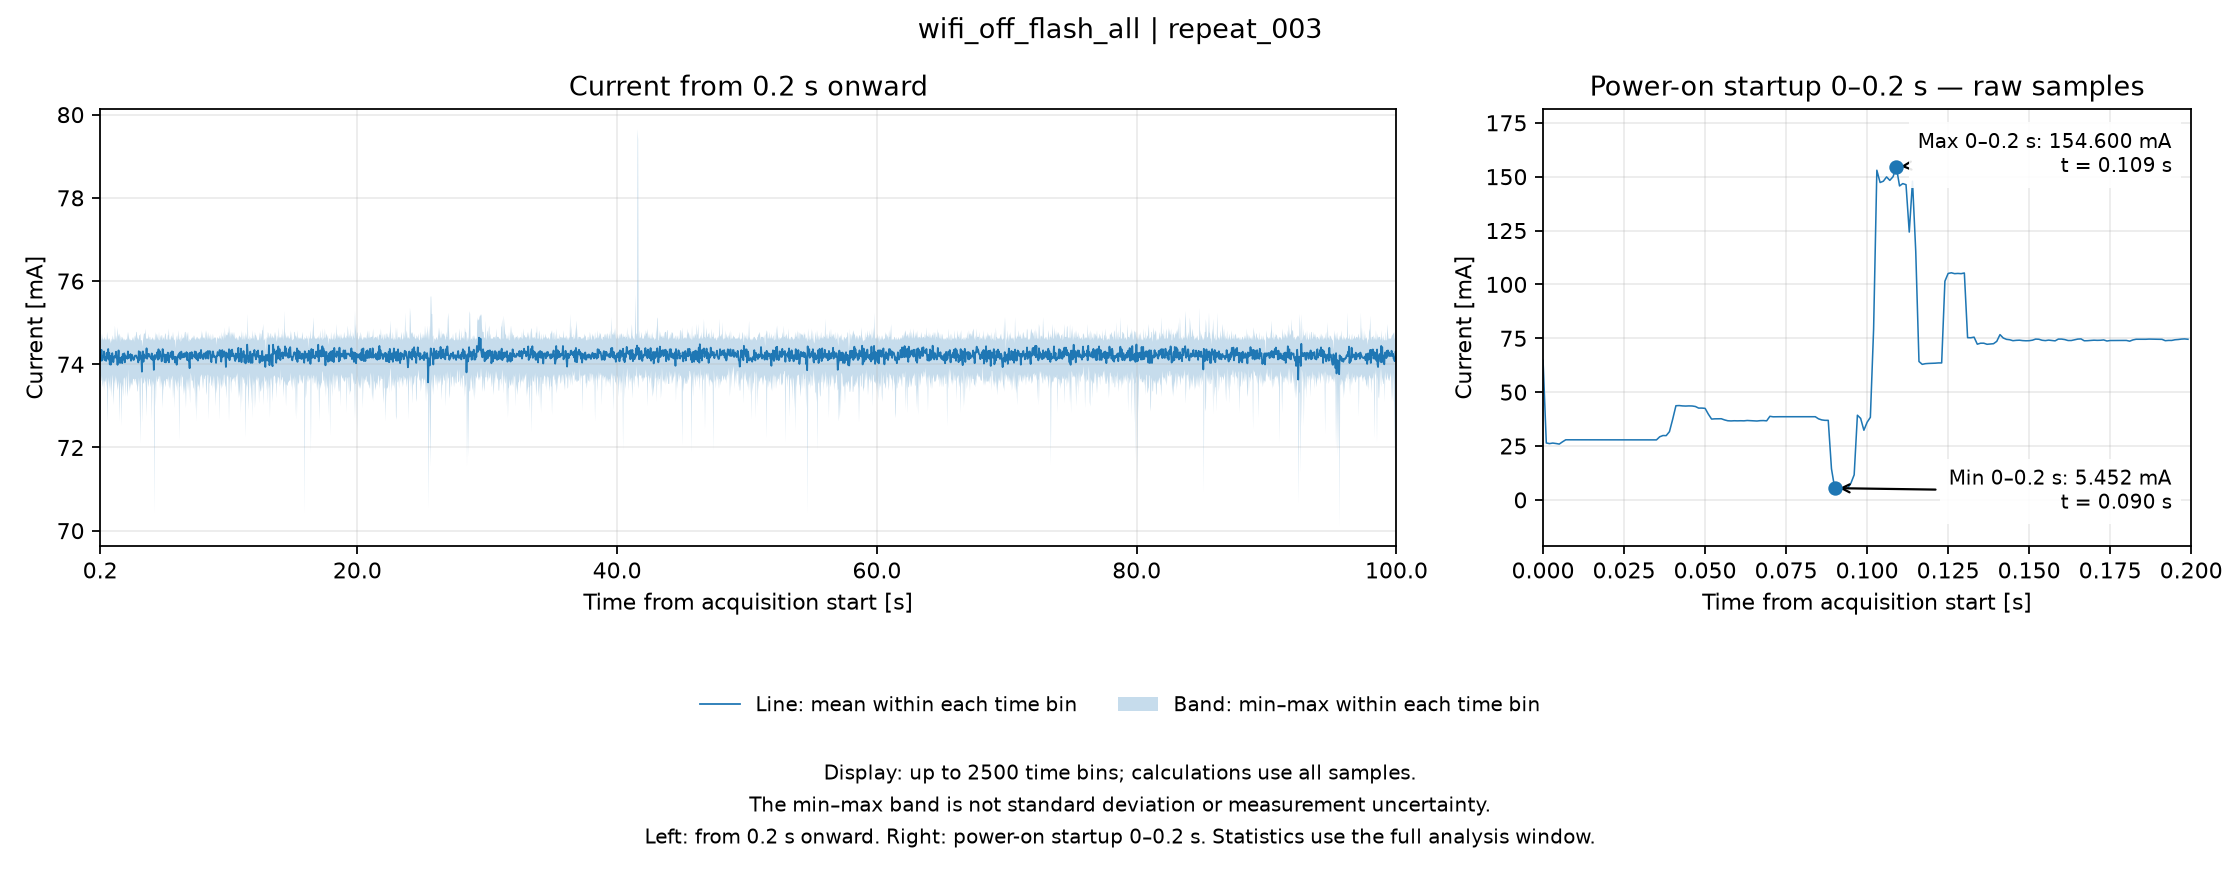 wifi_off_flash_all | repeat_003
Current from 0.2 s onward
80
78
76
74
72
70
Current [mA]
0.2
20.0
40.0
60.0
80.0
100.0
Time from acquisition start [s]
Power-on startup 0–0.2 s — raw samples
175
150
125
100
75
50
25
0
Current [mA]
Max 0–0.2 s: 154.600 mA
t = 0.109 s
Min 0–0.2 s: 5.452 mA
t = 0.090 s
0.000
0.025
0.050
0.075
0.100
0.125
0.150
0.175
0.200
Time from acquisition start [s]
Line: mean within each time bin
Band: min–max within each time bin
Display: up to 2500 time bins; calculations use all samples.
The min–max band is not standard deviation or measurement uncertainty.
Left: from 0.2 s onward. Right: power-on startup 0–0.2 s. Statistics use the full analysis window.